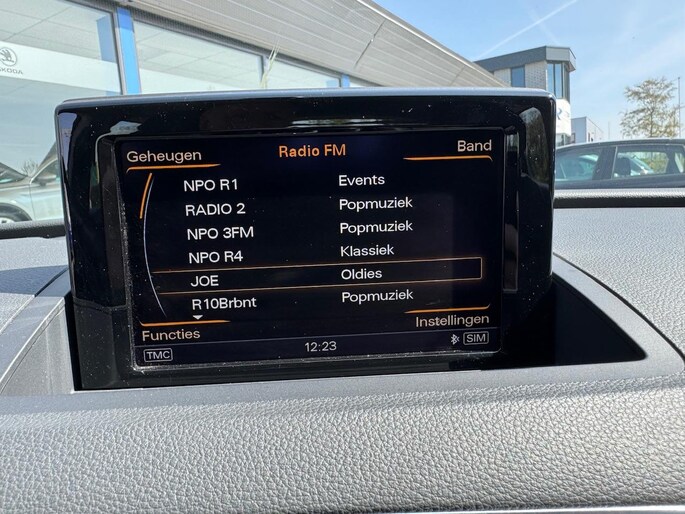 ŠKODA
Geheugen Radio FM Band
NPO R1 Events
RADIO 2 Popmuziek
NPO 3FM Popmuziek
NPO R4 Klassiek
JOE Oldies
R10Brbnt Popmuziek
Functies Instellingen
TMC 12:23 SIM